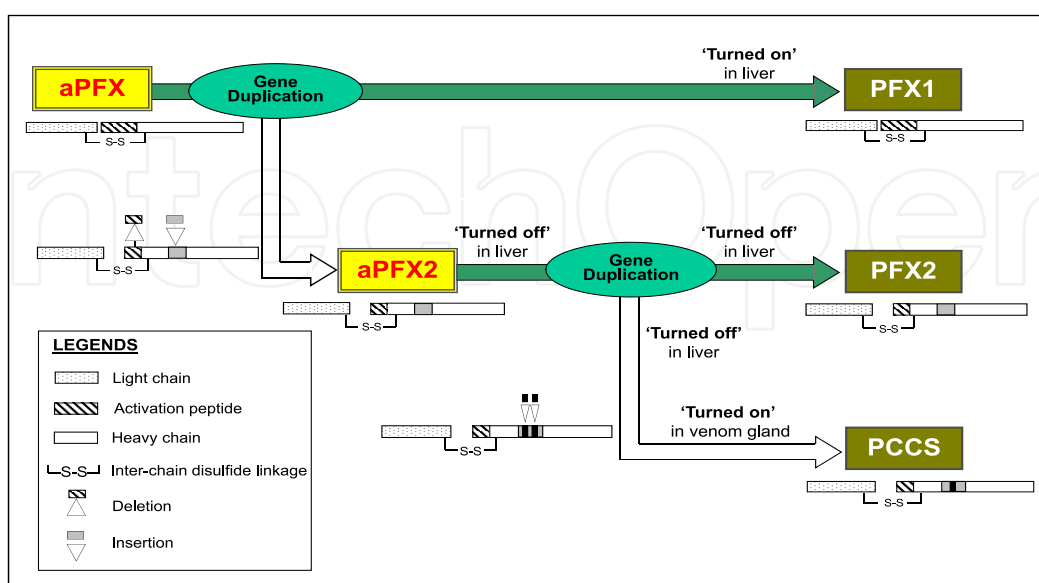 'Turned on'
in liver
aPFX
Gene
Duplication
PFX1
S-S
S-S
'Turned off'
in liver
'Turned off'
in liver
aPFX2
Gene
Duplication
PFX2
S-S
S-S
S-S
'Turned off'
in liver
LEGENDS
Light chain
Activation peptide
Heavy chain
S-S Inter-chain disulfide linkage
Deletion
Insertion
'Turned on'
in venom gland
PCCS
S-S
S-S
ntechOpen